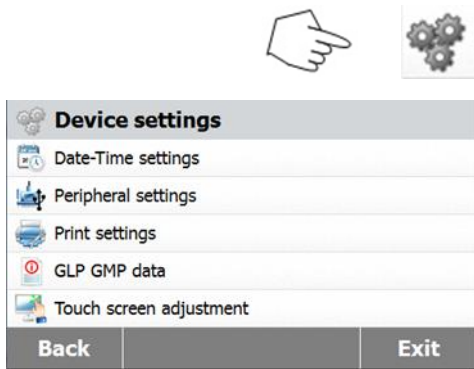 Device settings
Date-Time settings
Peripheral settings
Print settings
GLP GMP data
Touch screen adjustment
Back
Exit